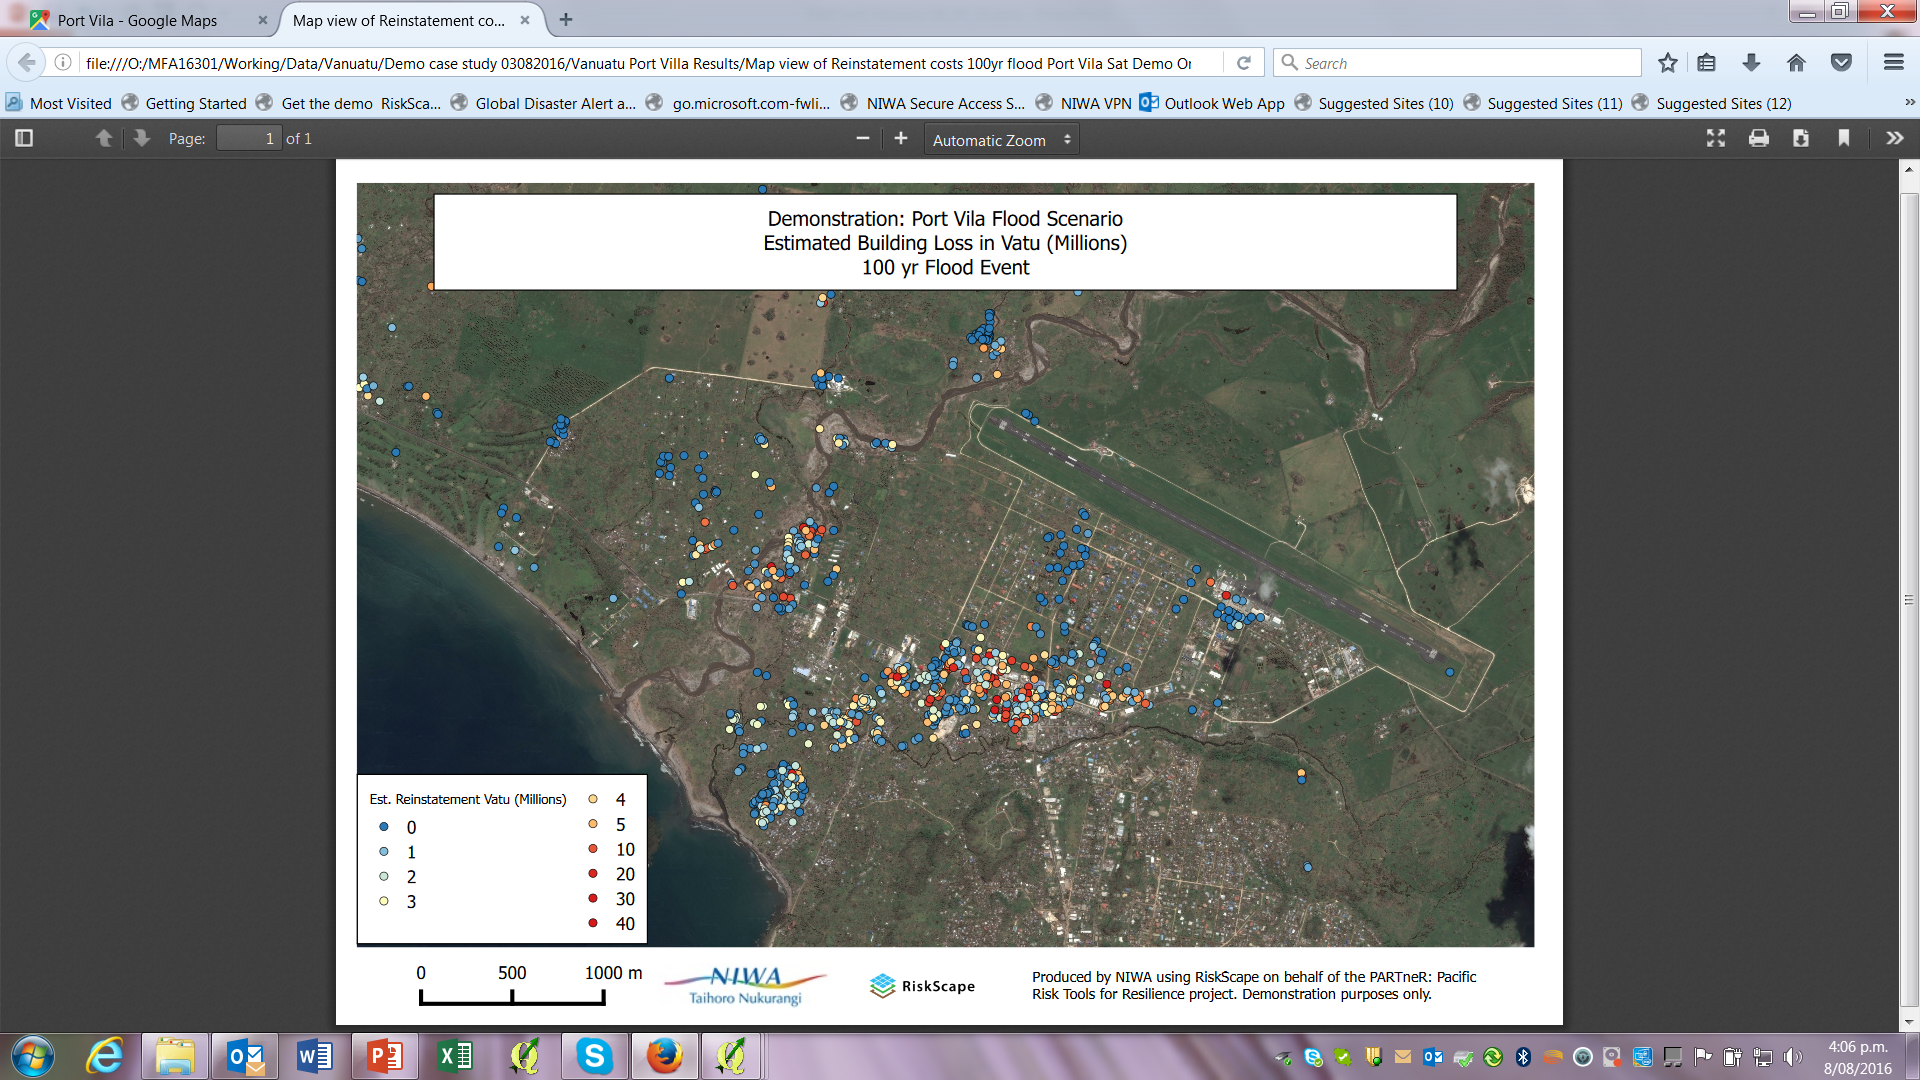 Port Vila - Google Maps
Map view of Reinstatement co...
file:///O:/MFA16301/Working/Data/Vanuatu/Demo case study 03082016/Vanuatu Port Villa Results/Map view of Reinstatement costs 100yr flood Port Vila Sat Demo Or
Search
Most Visited
Getting Started
Get the demo RiskSca...
Global Disaster Alert a...
go.microsoft.com-fwli...
NIWA Secure Access S...
NIWA VPN
Outlook Web App
Suggested Sites (10)
Suggested Sites (11)
Suggested Sites (12)
Page: 1 of 1
Automatic Zoom
Demonstration: Port Vila Flood Scenario
Estimated Building Loss in Vatu (Millions)
100 yr Flood Event
Est. Reinstatement Vatu (Millions)
0
1
2
3
4
5
10
20
30
40
0 500 1000 m
NIWA
Taihoro Nukurangi
RiskScape
Produced by NIWA using RiskScape on behalf of the PARTneR: Pacific
Risk Tools for Resilience project. Demonstration purposes only.
4:06 p.m.
8/08/2016